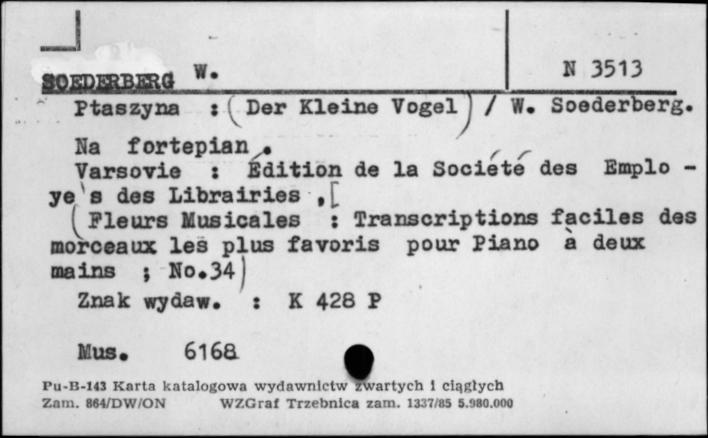 SOEDERBERG W.
N 3513
Ptaszyna : (Der Kleine Vogel) / W. Soederberg.
Na fortepian.
Varsovie : Édition de la Société des Emplo -
ye's des Librairies , [
(Fleurs Musicales : Transcriptions faciles des
morceaux les plus favoris pour Piano à deux
mains ; No.34)
Znak wydaw. : K 428 P
Mus. 6168
Pu-B-143 Karta katalogowa wydawnictw zwartych i ciągłych
Zam. 864/DW/ON WZGraf Trzebnica zam. 1337/85 5.980.000